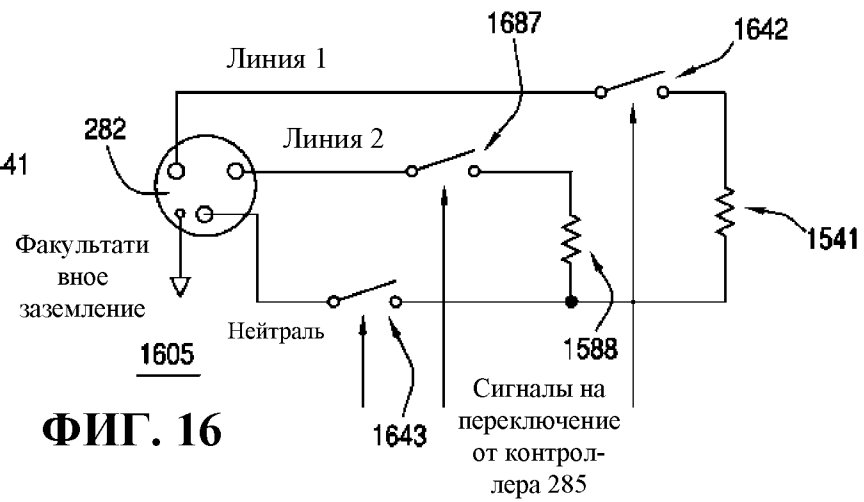 1687
1642
Линия 1
282
Линия 2
41
1541
Факультати
вное
заземление
Нейтраль
1588
1605
1643
Сигналы на
переключение
от контрол-
лера 285
ФИГ. 16